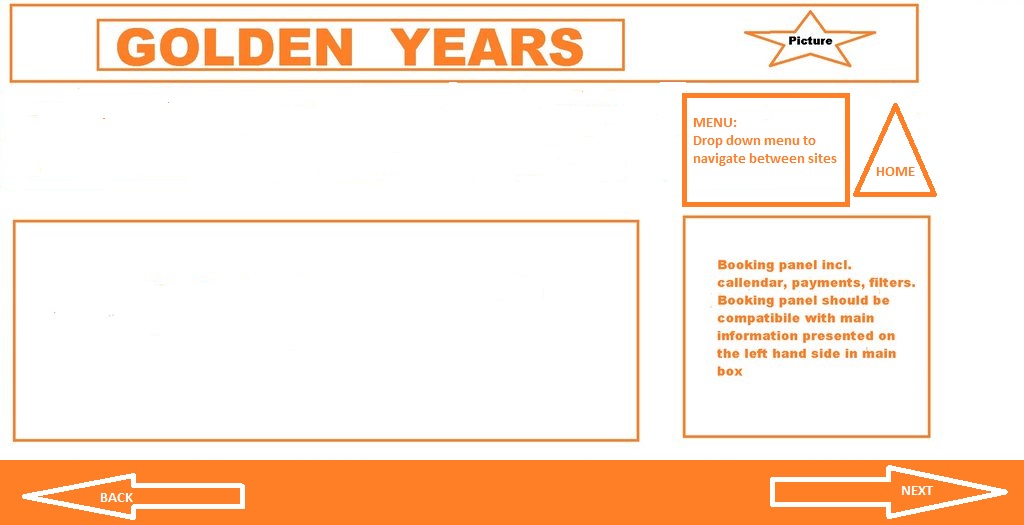 GOLDEN YEARS
Picture
MENU:
Drop down menu to
navigate between sites
HOME
Booking panel incl.
callendar, payments, filters.
Booking panel should be
compatibile with main
information presented on
the left hand side in main
box
BACK
NEXT